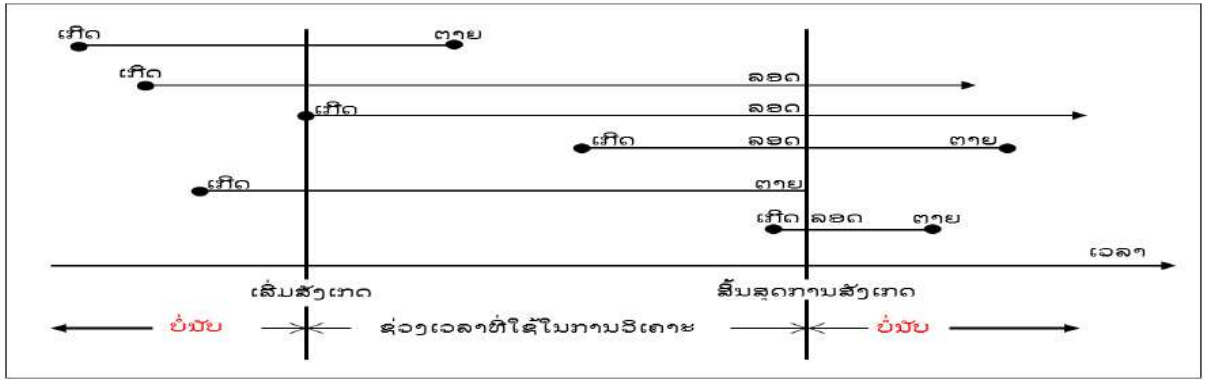 ເກີດ ຕາຍ
ເກີດ ລອດ
ເກີດ ລອດ
ເກີດ ລອດ ຕາຍ
ເກີດ ຕາຍ
ເກີດ ລອດ ຕາຍ
ເວລາ
ເລີ່ມສັງເກດ ສິ້ນສຸດການສັງເກດ
ບໍ່ນັບ ຊ່ວງເວລາທີ່ໃຊ້ໃນການວິເຄາະ ບໍ່ນັບ